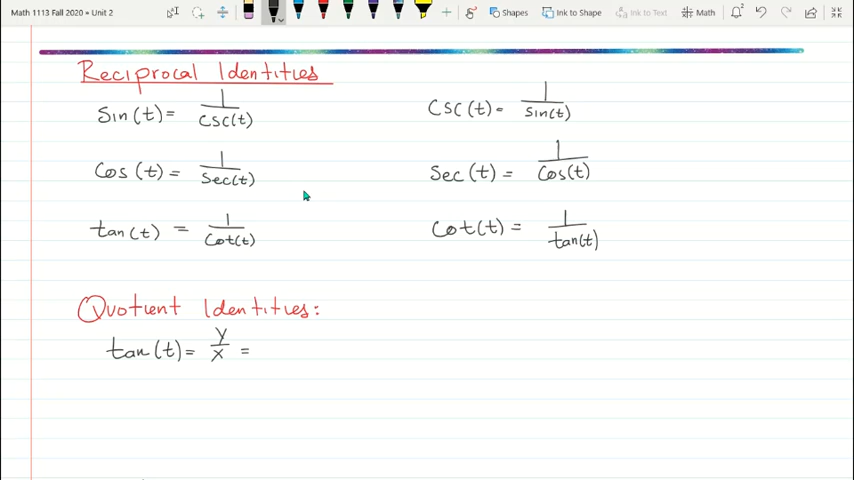 Math 1113 Fall 2020 » Unit 2
Shapes Ink to Shape Ink to Text Math
Reciprocal Identities
Sin(t) = 1/Csc(t) Csc(t) = 1/Sin(t)
Cos(t) = 1/Sec(t) Sec(t) = 1/Cos(t)
tan(t) = 1/Cot(t) Cot(t) = 1/tan(t)
Quotient Identities:
tan(t) = y/x =